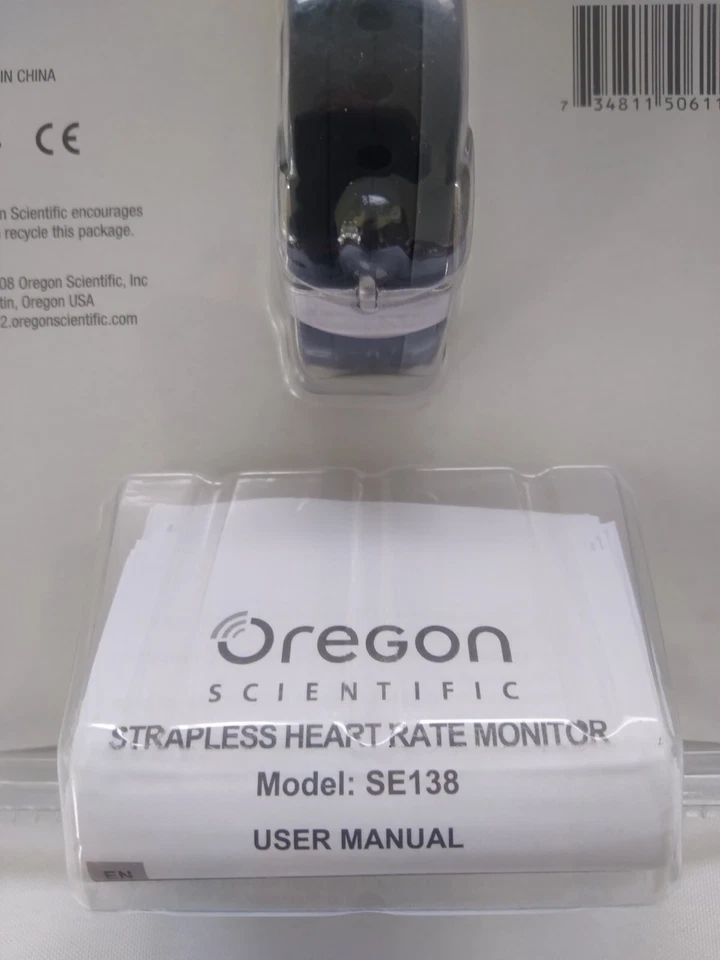 IN CHINA
CE
n Scientific encourages
recycle this package.
08 Oregon Scientific, Inc
tin, Oregon USA
2.oregonscientific.com
7 34811 50611
Oregon
SCIENTIFIC
STRAPLESS HEART RATE MONITOR
Model: SE138
USER MANUAL
EN